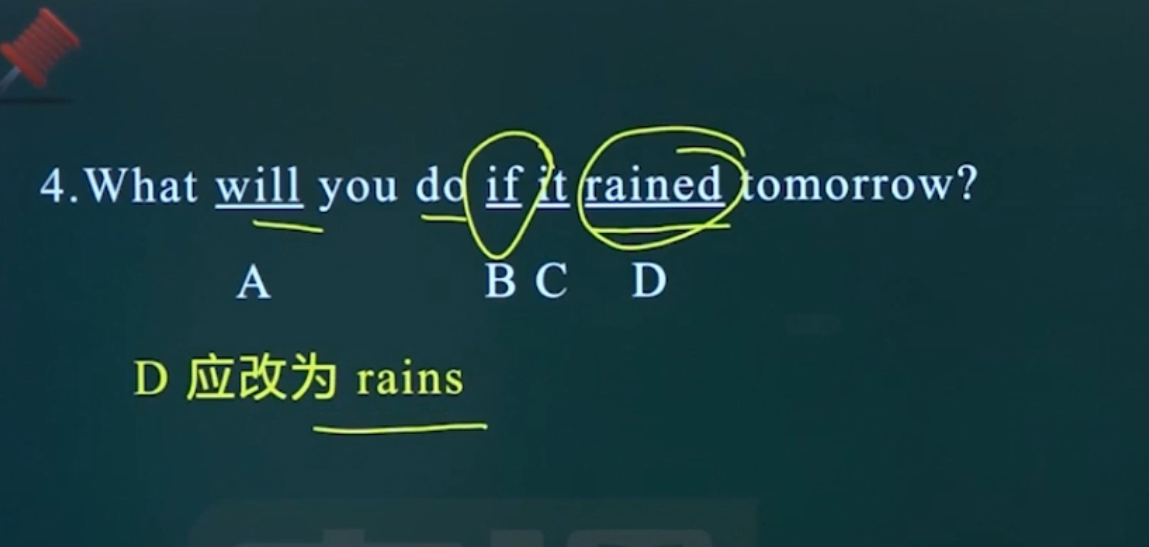 4.What will you do if it rained tomorrow?
A B C D
D 应改为 rains